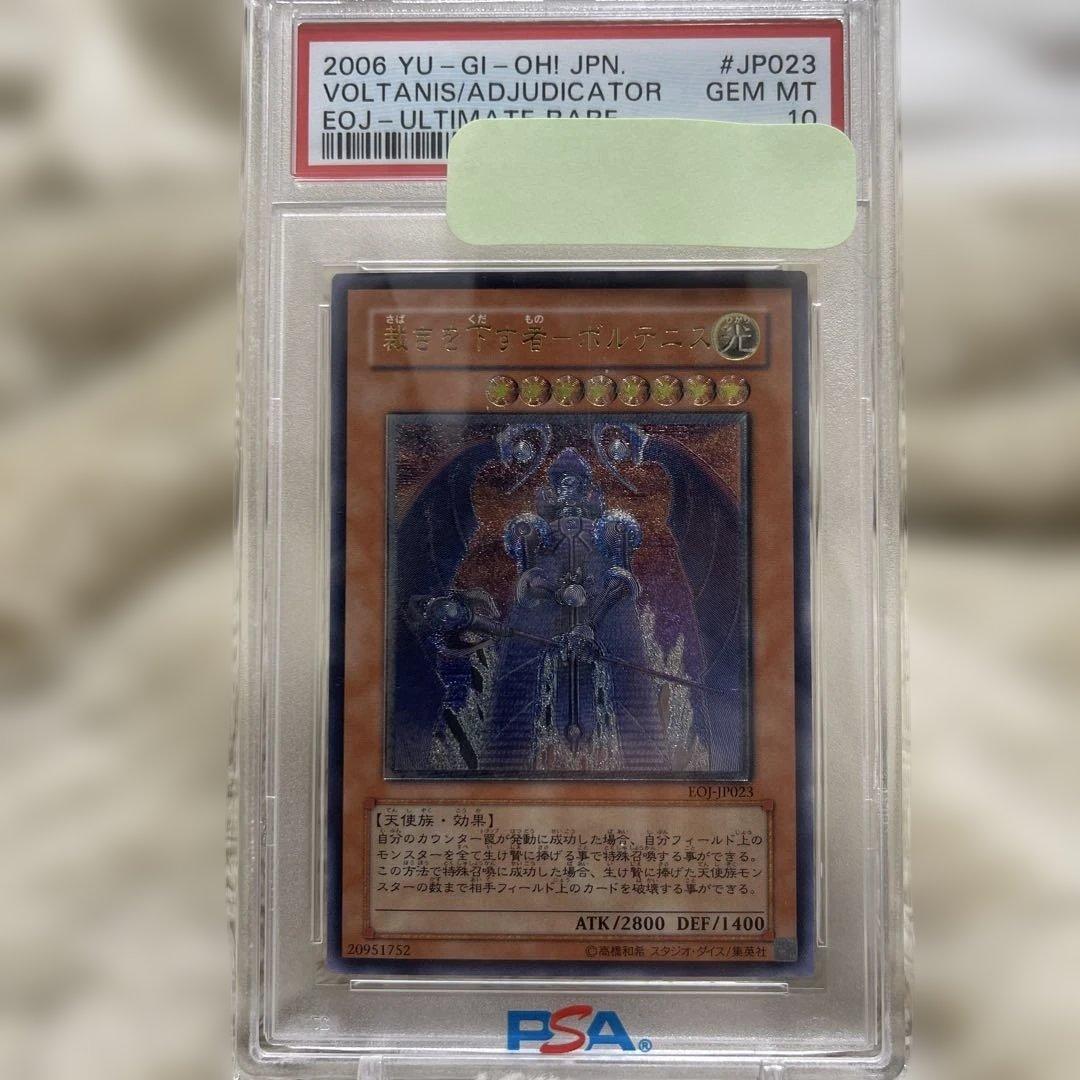 2006 YU-GI-OH! JPN. #JP023
VOLTANIS/ADJUDICATOR GEM MT
EOJ-ULTIMATE RARE 10
裁きを下す者-ボルテニス 光
EOJ-JP023
【天使族・効果】
自分のカウンター罠が発動に成功した場合、自分フィールド上の
モンスターを全て生け贄に捧げる事で特殊召喚する事ができる。
この方法で特殊召喚に成功した場合、生け贄に捧げた天使族モン
スターの数まで相手フィールド上のカードを破壊する事ができる。
ATK/2800 DEF/1400
20951752 ©高橋和希 スタジオ・ダイス/集英社
PSA®